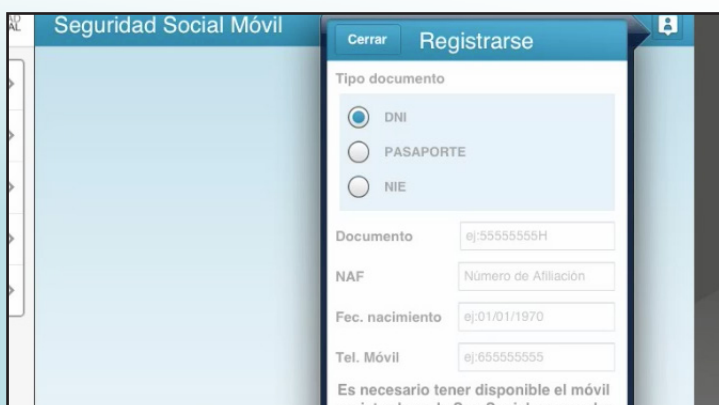 Seguridad Social Móvil
Cerrar
Registrarse
Tipo documento
DNI
PASAPORTE
NIE
Documento
ej:55555555H
NAF
Número de Afiliación
Fec. nacimiento
ej:01/01/1970
Tel. Móvil
ej:655555555
Es necesario tener disponible el móvil